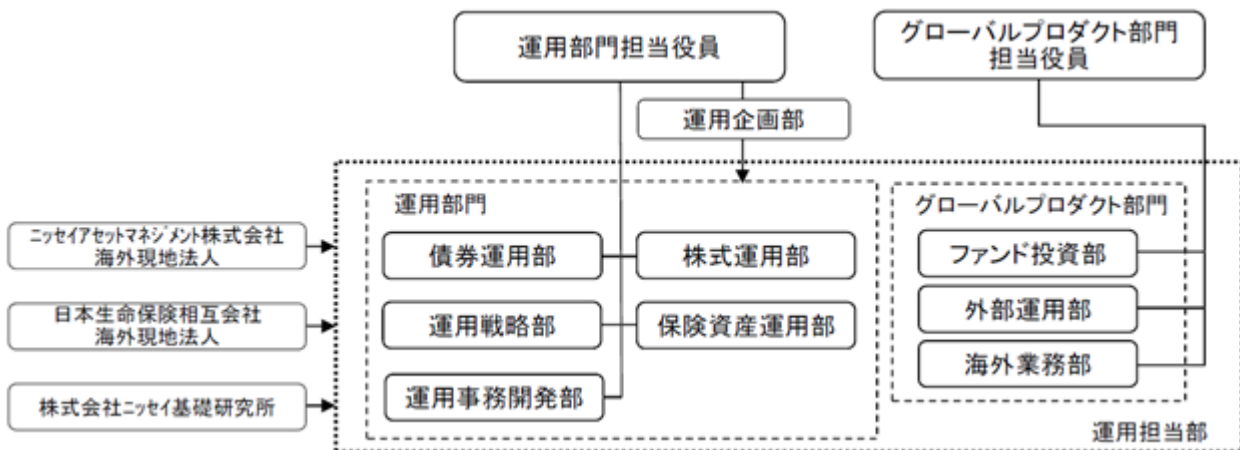 運用部門担当役員
グローバルプロダクト部門
担当役員
運用企画部
運用部門
グローバルプロダクト部門
ニッセイアセットマネジメント株式会社
海外現地法人
債券運用部
株式運用部
ファンド投資部
日本生命保険相互会社
海外現地法人
運用戦略部
保険資産運用部
外部運用部
海外業務部
株式会社ニッセイ基礎研究所
運用事務開発部
運用担当部